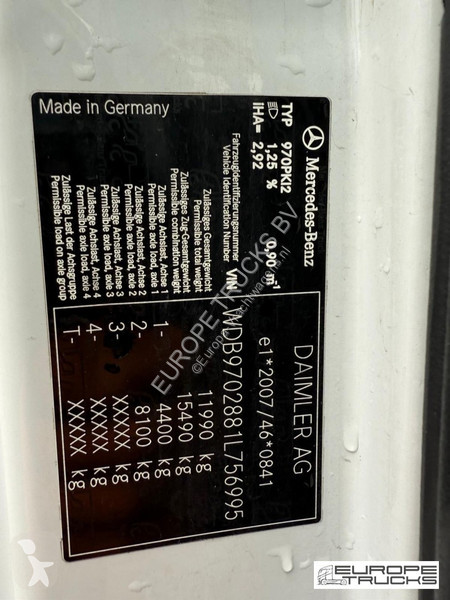 Made in Germany
Mercedes-Benz
TYP 970PK12
1,25 % 0,90 m⁻¹
IHA= 2,92
DAIMLER AG
e1*2007/46*0841
Fahrzeugidentifizierungsnummer
Vehicle Identification Number VIN WDB9702881L756995
Zulässiges Gesamtgewicht
Permissible total weight 11990 kg
Zulässiges Zug-Gesamtgewicht
Permissible combination weight 15490 kg
Zulässige Achslast, Achse 1
Permissible axle load, axle 1 1- 4400 kg
Zulässige Achslast, Achse 2
Permissible axle load, axle 2 2- 8100 kg
Zulässige Achslast, Achse 3
Permissible axle load, axle 3 3- XXXXX kg
Zulässige Achslast, Achse 4
Permissible axle load, axle 4 4- XXXXX kg
Zulässige Last der Achsgruppe
Permissible load on axle group T- XXXXX kg
EUROPE TRUCKS BV
EUROPE
TRUCKS